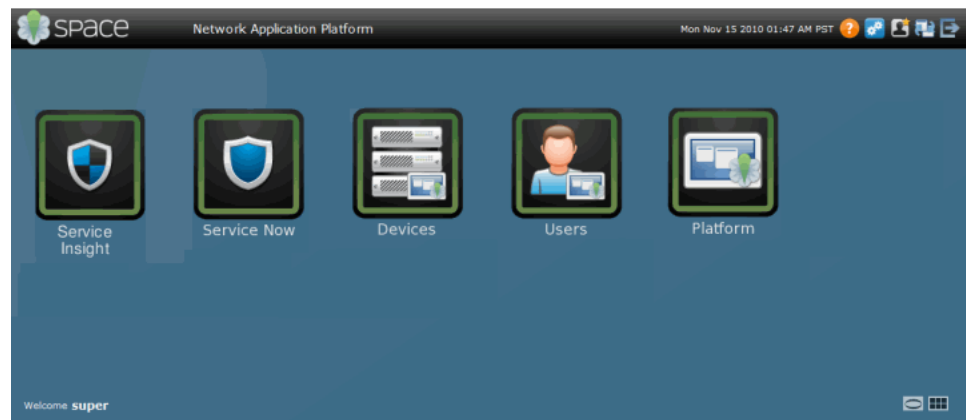 space Network Application Platform Mon Nov 15 2010 01:47 AM PST ?
Service
Insight
Service Now
Devices
Users
Platform
Welcome super